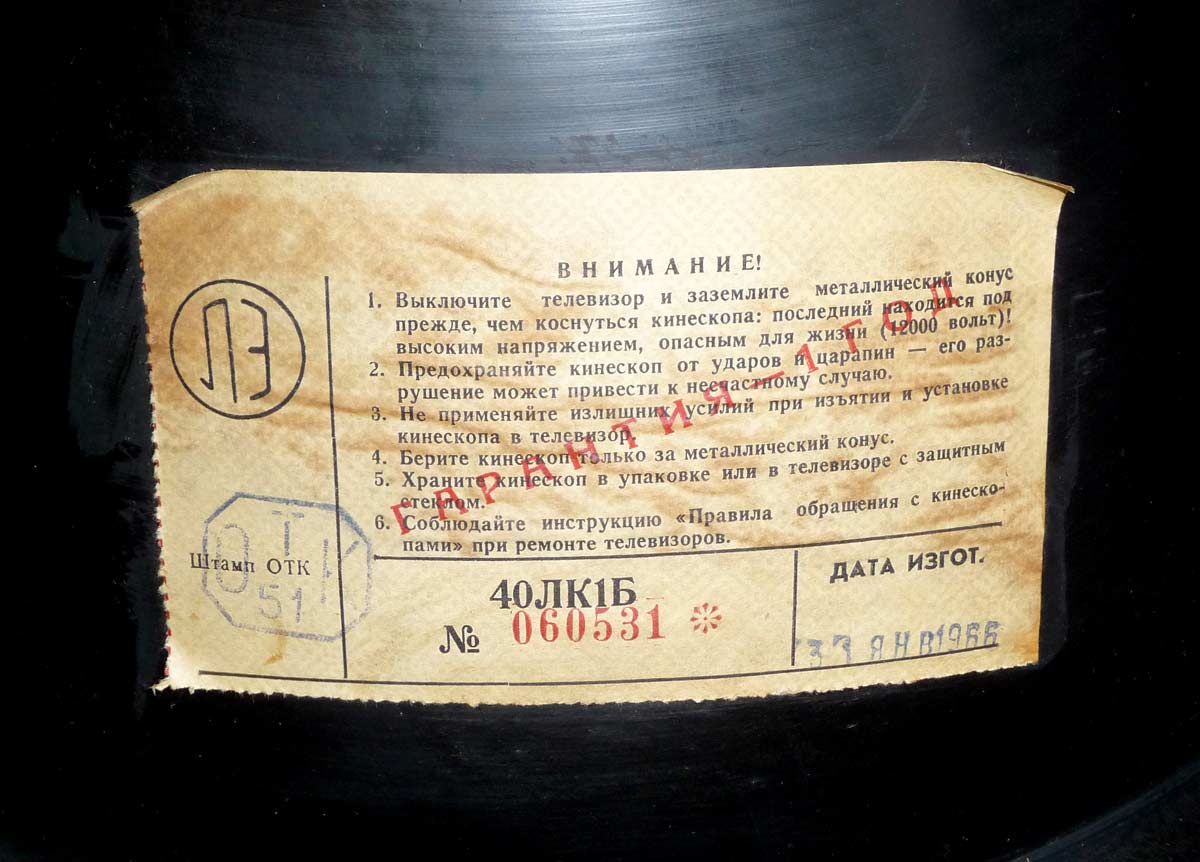 ЛЭ
ВНИМАНИЕ!
1. Выключите телевизор и заземлите металлический конус
прежде, чем коснуться кинескопа: последний находится под
высоким напряжением, опасным для жизни (12000 вольт)!
2. Предохраняйте кинескоп от ударов и царапин — его раз-
рушение может привести к несчастному случаю.
3. Не применяйте излишних усилий при изъятии и установке
кинескопа в телевизор.
4. Берите кинескоп только за металлический конус.
5. Храните кинескоп в упаковке или в телевизоре с защитным
стеклом.
6. Соблюдайте инструкцию «Правила обращения с кинеско-
пами» при ремонте телевизоров.
ГАРАНТИЯ—1 ГОД
Штамп ОТК
ОТК
51
40ЛК1Б
№ 060531
ДАТА ИЗГОТ.
ЯНВ1966